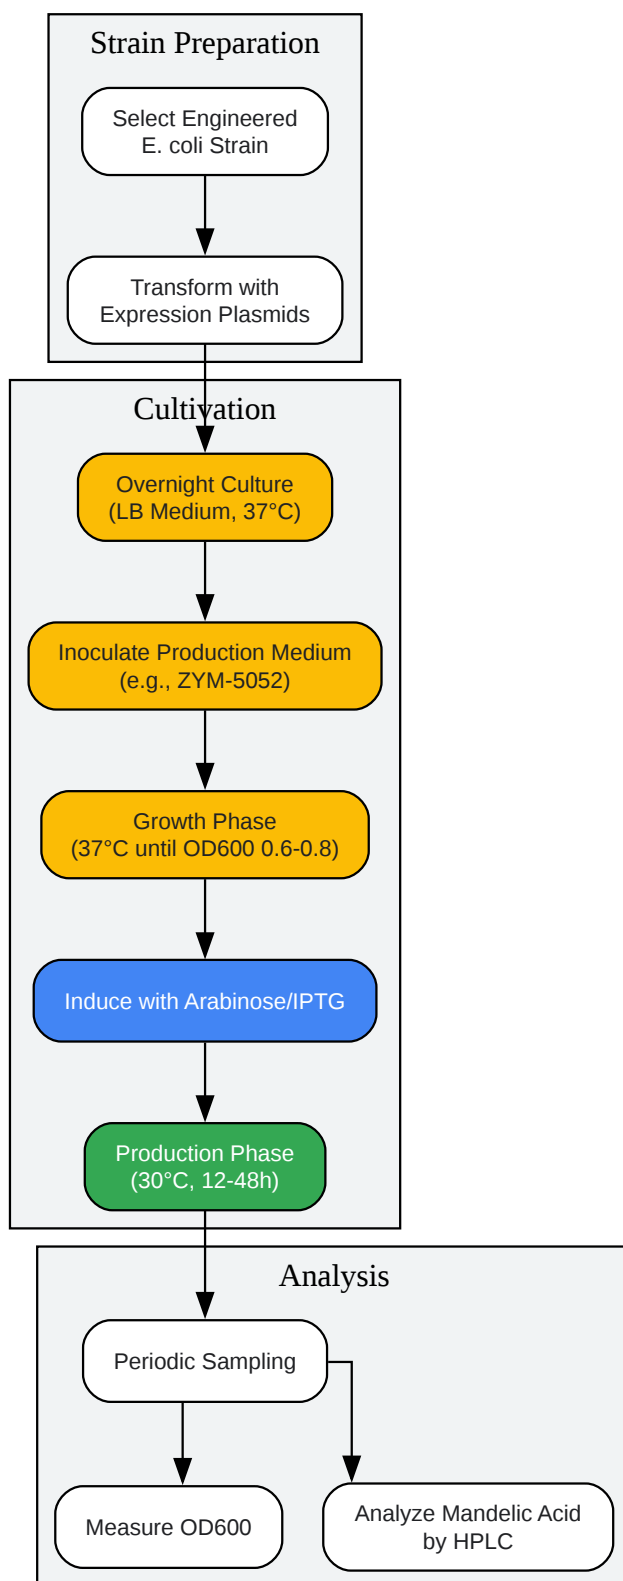 Strain Preparation
Select Engineered
E. coli Strain
Transform with
Expression Plasmids
Cultivation
Overnight Culture
(LB Medium, 37°C)
Inoculate Production Medium
(e.g., ZYM-5052)
Growth Phase
(37°C until OD600 0.6-0.8)
Induce with Arabinose/IPTG
Production Phase
(30°C, 12-48h)
Analysis
Periodic Sampling
Measure OD600
Analyze Mandelic Acid
by HPLC